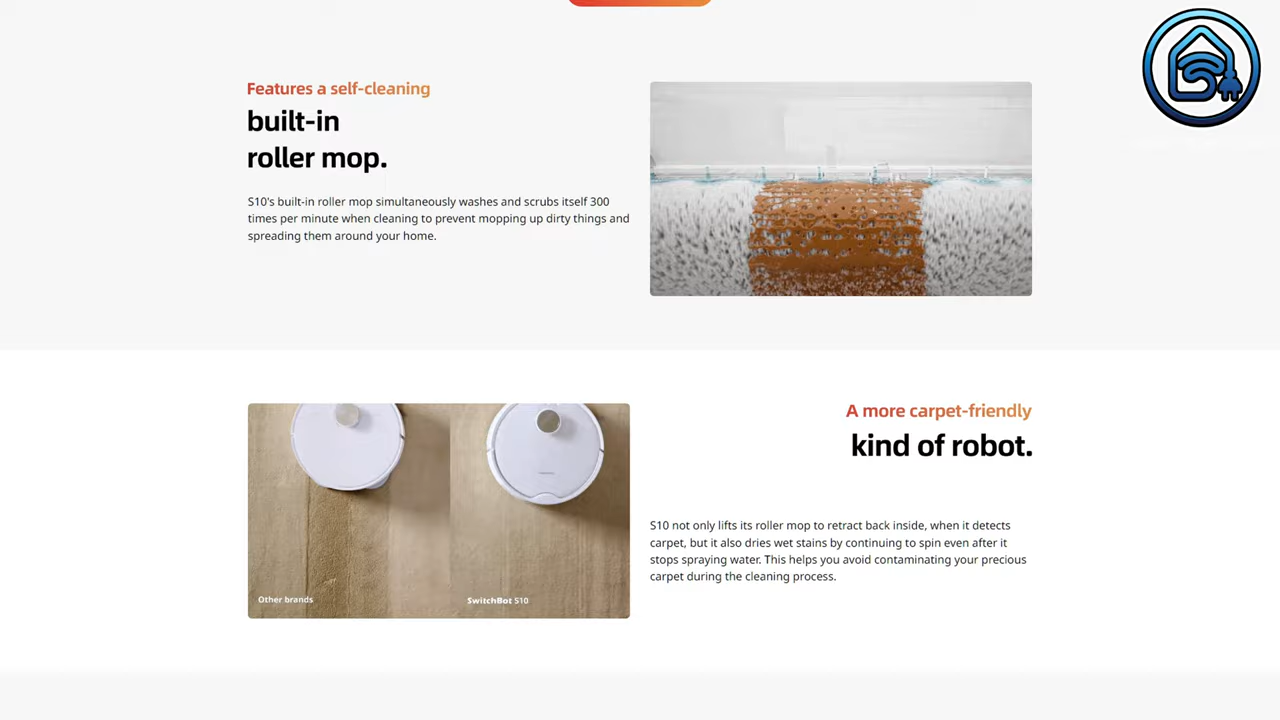 Features a self-cleaning
built-in
roller mop.
S10's built-in roller mop simultaneously washes and scrubs itself 300
times per minute when cleaning to prevent mopping up dirty things and
spreading them around your home.
A more carpet-friendly
kind of robot.
S10 not only lifts its roller mop to retract back inside, when it detects
carpet, but it also dries wet stains by continuing to spin even after it
stops spraying water. This helps you avoid contaminating your precious
carpet during the cleaning process.
Other brands
SwitchBot S10